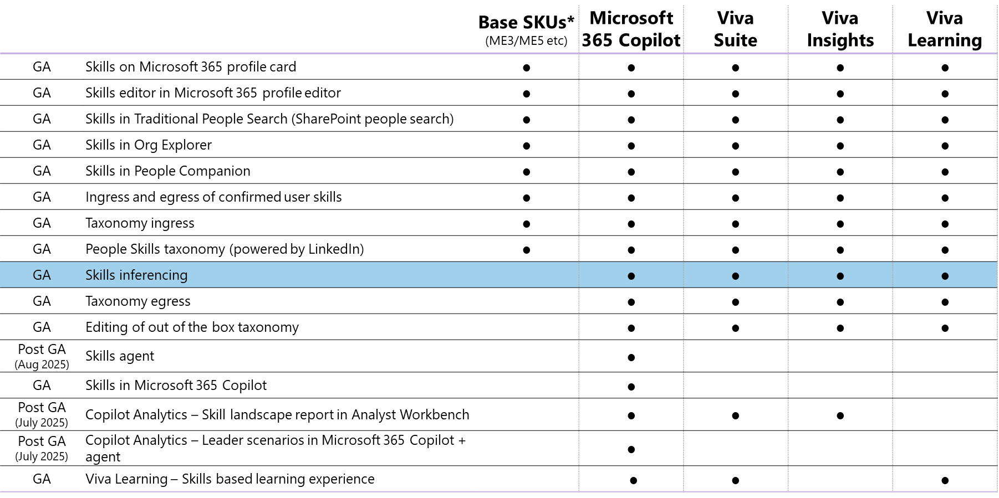 Base SKUs*
(ME3/ME5 etc)
Microsoft
365 Copilot
Viva
Suite
Viva
Insights
Viva
Learning
GA Skills on Microsoft 365 profile card ● ● ● ● ●
GA Skills editor in Microsoft 365 profile editor ● ● ● ● ●
GA Skills in Traditional People Search (SharePoint people search) ● ● ● ● ●
GA Skills in Org Explorer ● ● ● ● ●
GA Skills in People Companion ● ● ● ● ●
GA Ingress and egress of confirmed user skills ● ● ● ● ●
GA Taxonomy ingress ● ● ● ● ●
GA People Skills taxonomy (powered by LinkedIn) ● ● ● ● ●
GA Skills inferencing ● ● ● ●
GA Taxonomy egress ● ● ● ●
GA Editing of out of the box taxonomy ● ● ● ●
Post GA
(Aug 2025)
Skills agent ●
GA Skills in Microsoft 365 Copilot ●
Post GA
(July 2025)
Copilot Analytics – Skill landscape report in Analyst Workbench ● ● ●
Post GA
(July 2025)
Copilot Analytics – Leader scenarios in Microsoft 365 Copilot +
agent ●
GA Viva Learning – Skills based learning experience ● ● ●